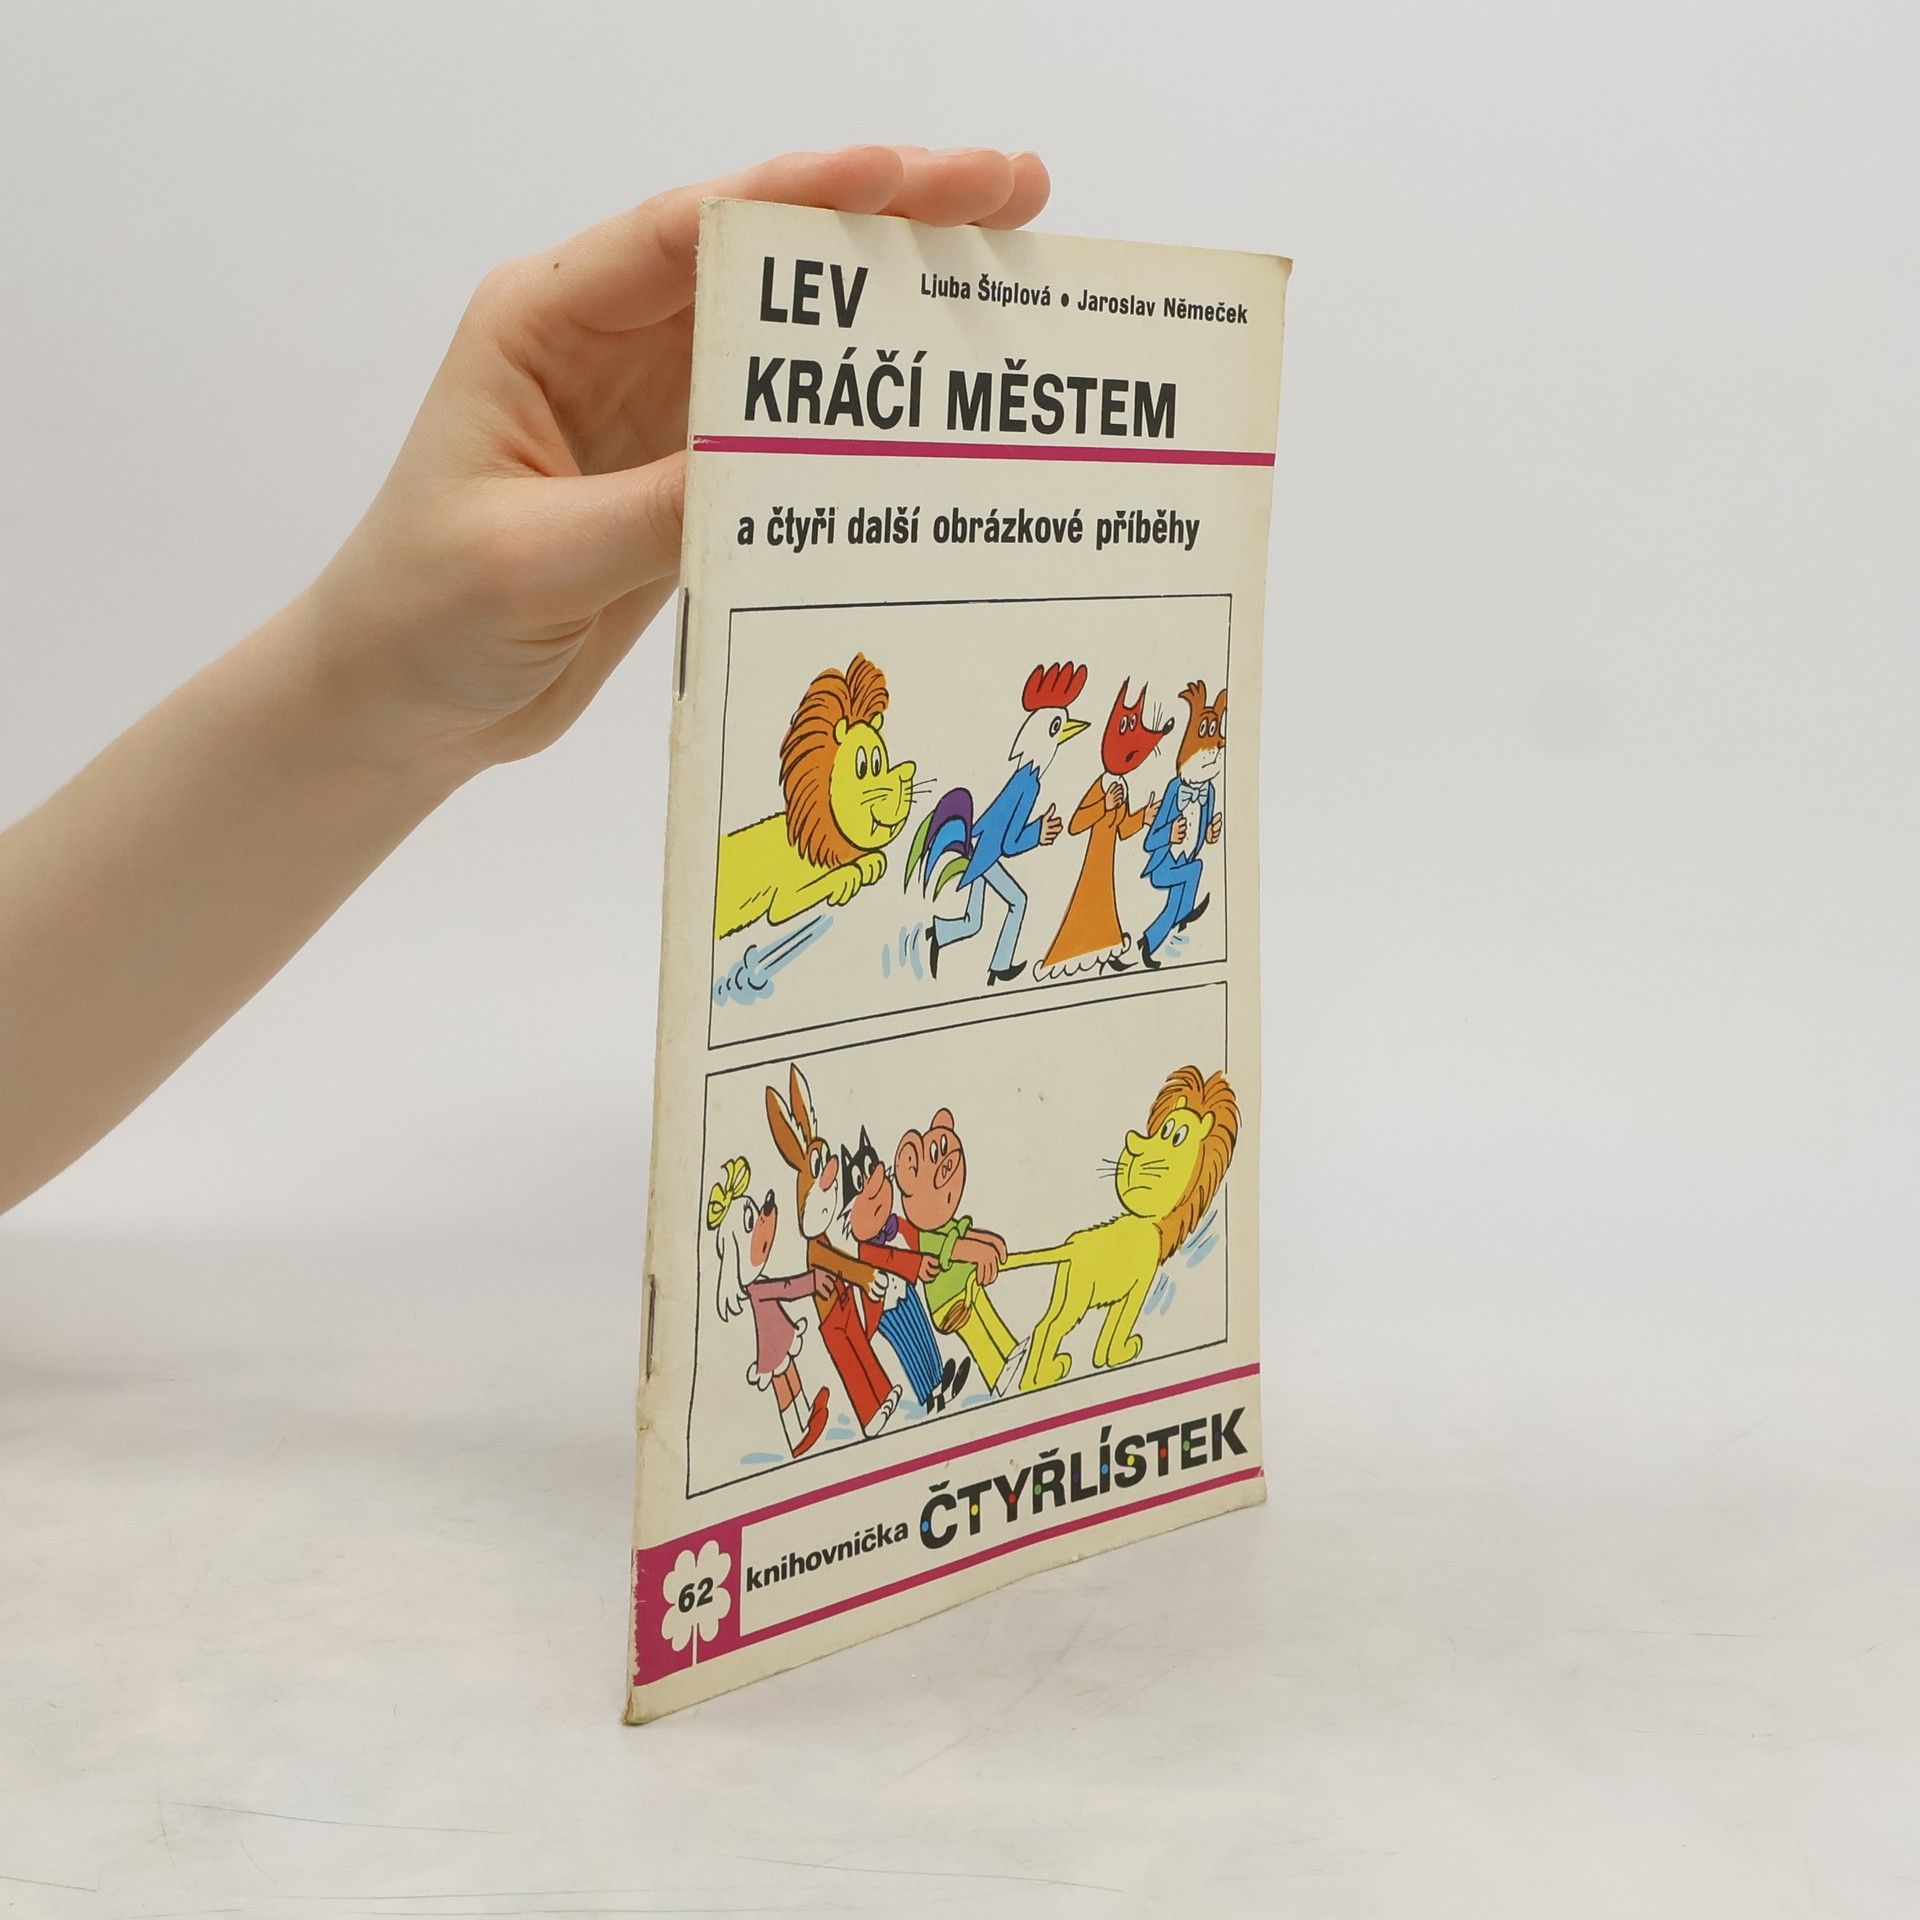 LEV
Ljuba Štíplová • Jaroslav Němeček
KRÁČÍ MĚSTEM
a čtyři další obrázkové příběhy
62
knihovnička ČTYŘLÍSTEK